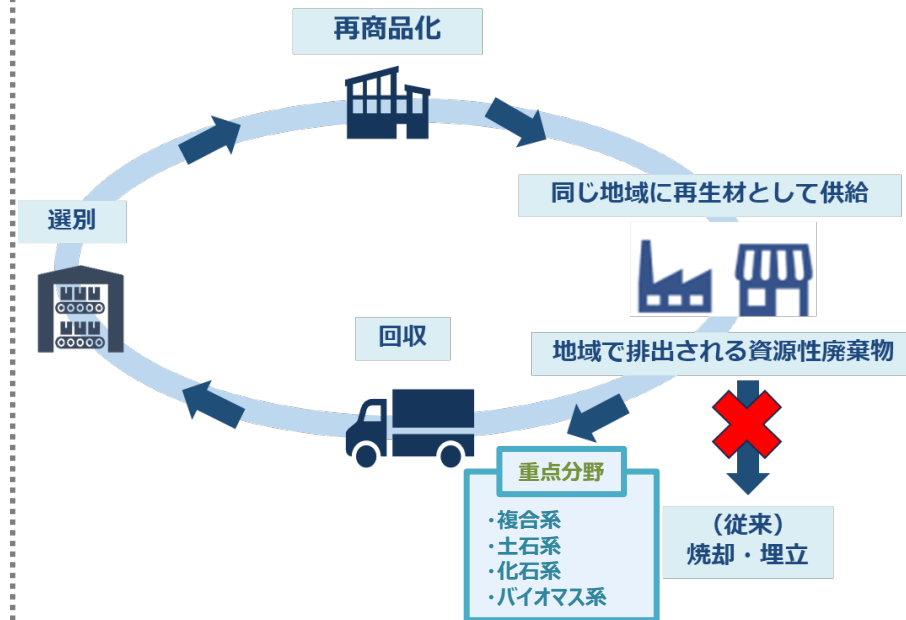 再商品化
同じ地域に再生材として供給
選別
回収
地域で排出される資源性廃棄物
重点分野
・複合系
・土石系
・化石系
・バイオマス系
（従来）
焼却・埋立